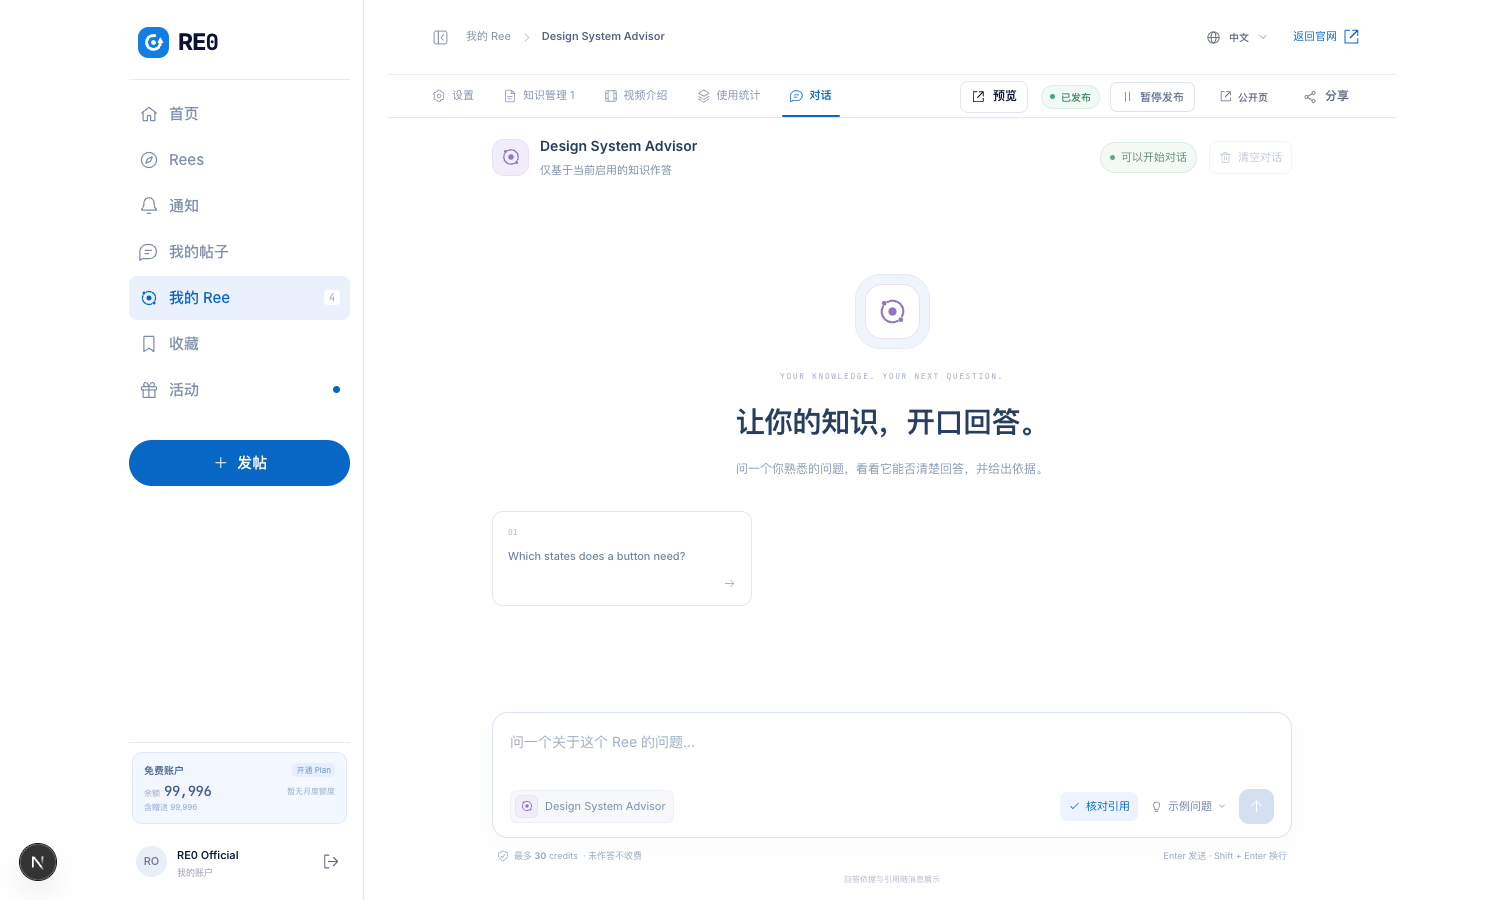 RE0
首页
Rees
通知
我的帖子
我的 Ree
4
收藏
活动
发帖
免费账户
开通 Plan
余额 99,996
暂无月度额度
含赠送 99,996
RO
RE0 Official
我的账户
N
我的 Ree
Design System Advisor
中文
返回官网
设置
知识管理 1
视频介绍
使用统计
对话
预览
已发布
暂停发布
公开页
分享
Design System Advisor
仅基于当前启用的知识作答
可以开始对话
清空对话
YOUR KNOWLEDGE. YOUR NEXT QUESTION.
让你的知识，开口回答。
问一个你熟悉的问题，看看它能否清楚回答，并给出依据。
01
Which states does a button need?
问一个关于这个 Ree 的问题...
Design System Advisor
核对引用
示例问题
最多 30 credits · 未作答不收费
Enter 发送 · Shift + Enter 换行
回答依据与引用随消息展示